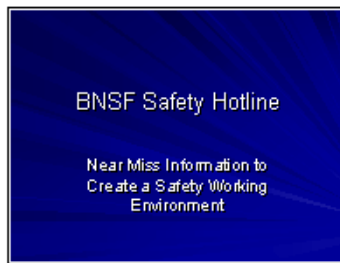 BNSF Safety Hotline
Near Miss Information to
Create a Safety Working
Environment